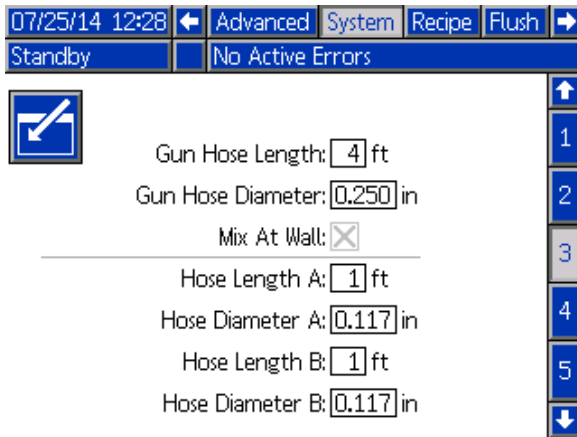 07/25/14 12:28 Advanced System Recipe Flush
Standby No Active Errors
Gun Hose Length: 4 ft
1
Gun Hose Diameter: 0.250 in
2
Mix At Wall:
3
Hose Length A: 1 ft
Hose Diameter A: 0.117 in
4
Hose Length B: 1 ft
5
Hose Diameter B: 0.117 in